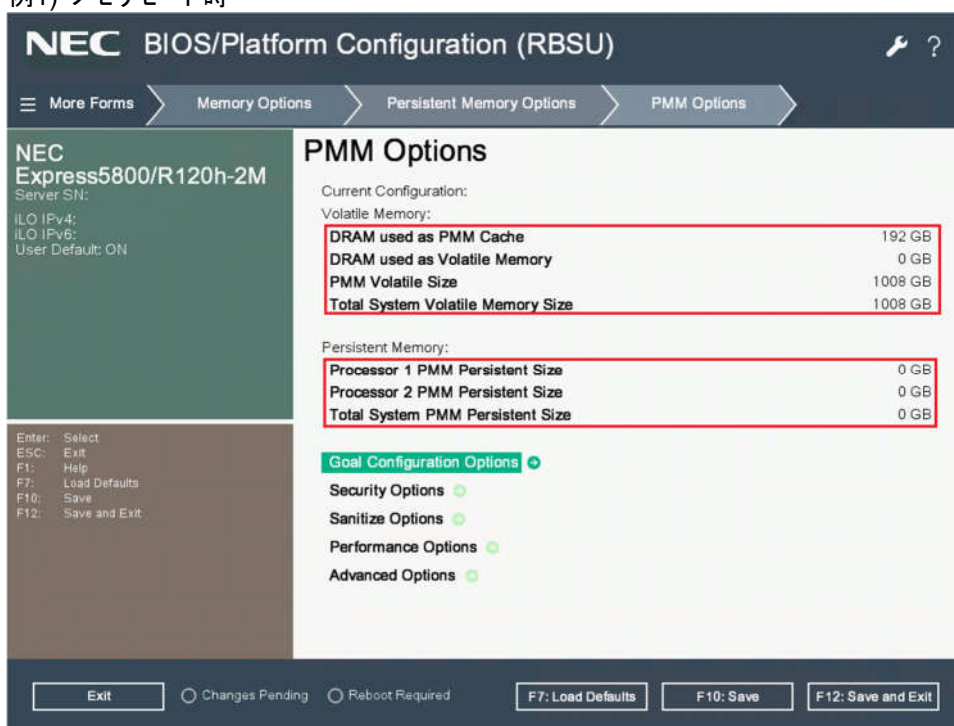 例1) メモリモード時
NEC BIOS/Platform Configuration (RBSU)
?
More Forms Memory Options Persistent Memory Options PMM Options
NEC
Express5800/R120h-2M
Server SN:
iLO IPv4:
iLO IPv6:
User Default: ON
Enter: Select
ESC: Exit
F1: Help
F7: Load Defaults
F10: Save
F12: Save and Exit
PMM Options
Current Configuration:
Volatile Memory:
DRAM used as PMM Cache 192 GB
DRAM used as Volatile Memory 0 GB
PMM Volatile Size 1008 GB
Total System Volatile Memory Size 1008 GB
Persistent Memory:
Processor 1 PMM Persistent Size 0 GB
Processor 2 PMM Persistent Size 0 GB
Total System PMM Persistent Size 0 GB
Goal Configuration Options
Security Options
Sanitize Options
Performance Options
Advanced Options
Exit Changes Pending Reboot Required F7: Load Defaults F10: Save F12: Save and Exit